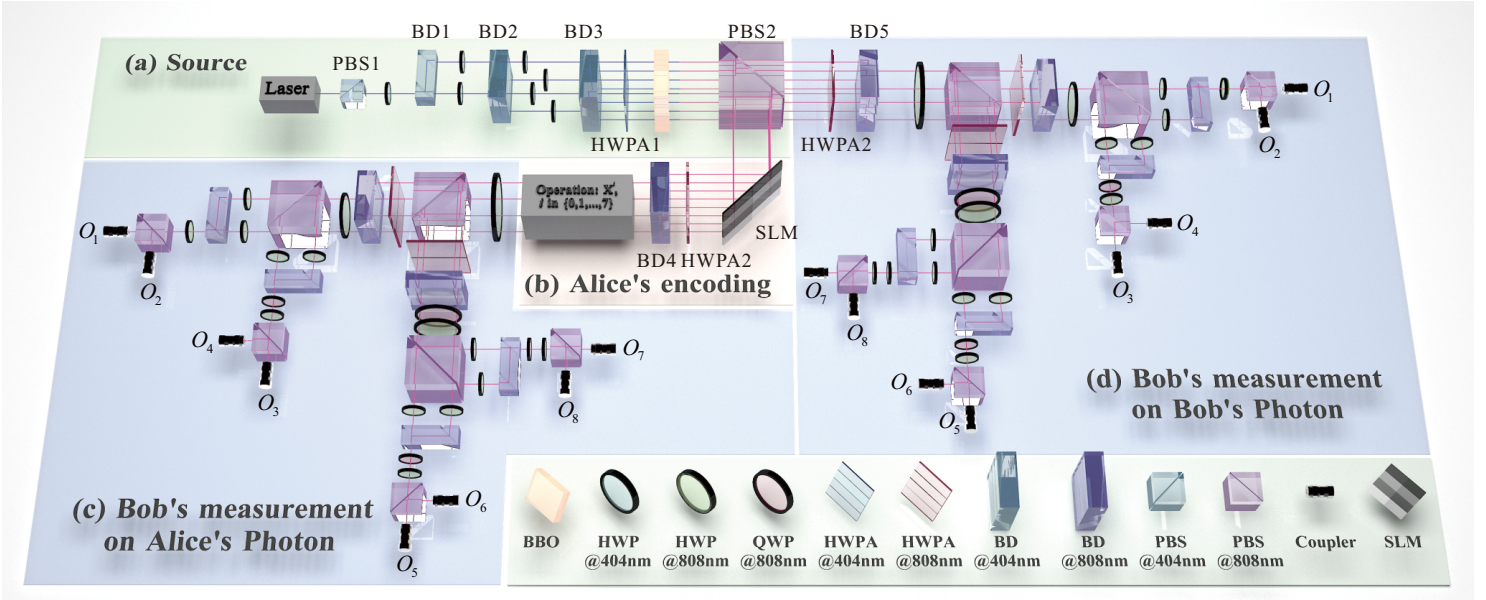 (a) Source
Laser
PBS1
BD1
BD2
BD3
HWPA1
PBS2
HWPA2
BD5
O1
O2
O4
O3
O7
O8
O6
O5
(d) Bob's measurement
on Bob's Photon
Operation: X^l,
l in {0,1,...,7}
BD4
HWPA2
SLM
(b) Alice's encoding
O1
O2
O4
O3
O7
O8
O6
O5
(c) Bob's measurement
on Alice's Photon
BBO
HWP
@404nm
HWP
@808nm
QWP
@808nm
HWPA
@404nm
HWPA
@808nm
BD
@404nm
BD
@808nm
PBS
@404nm
PBS
@808nm
Coupler
SLM